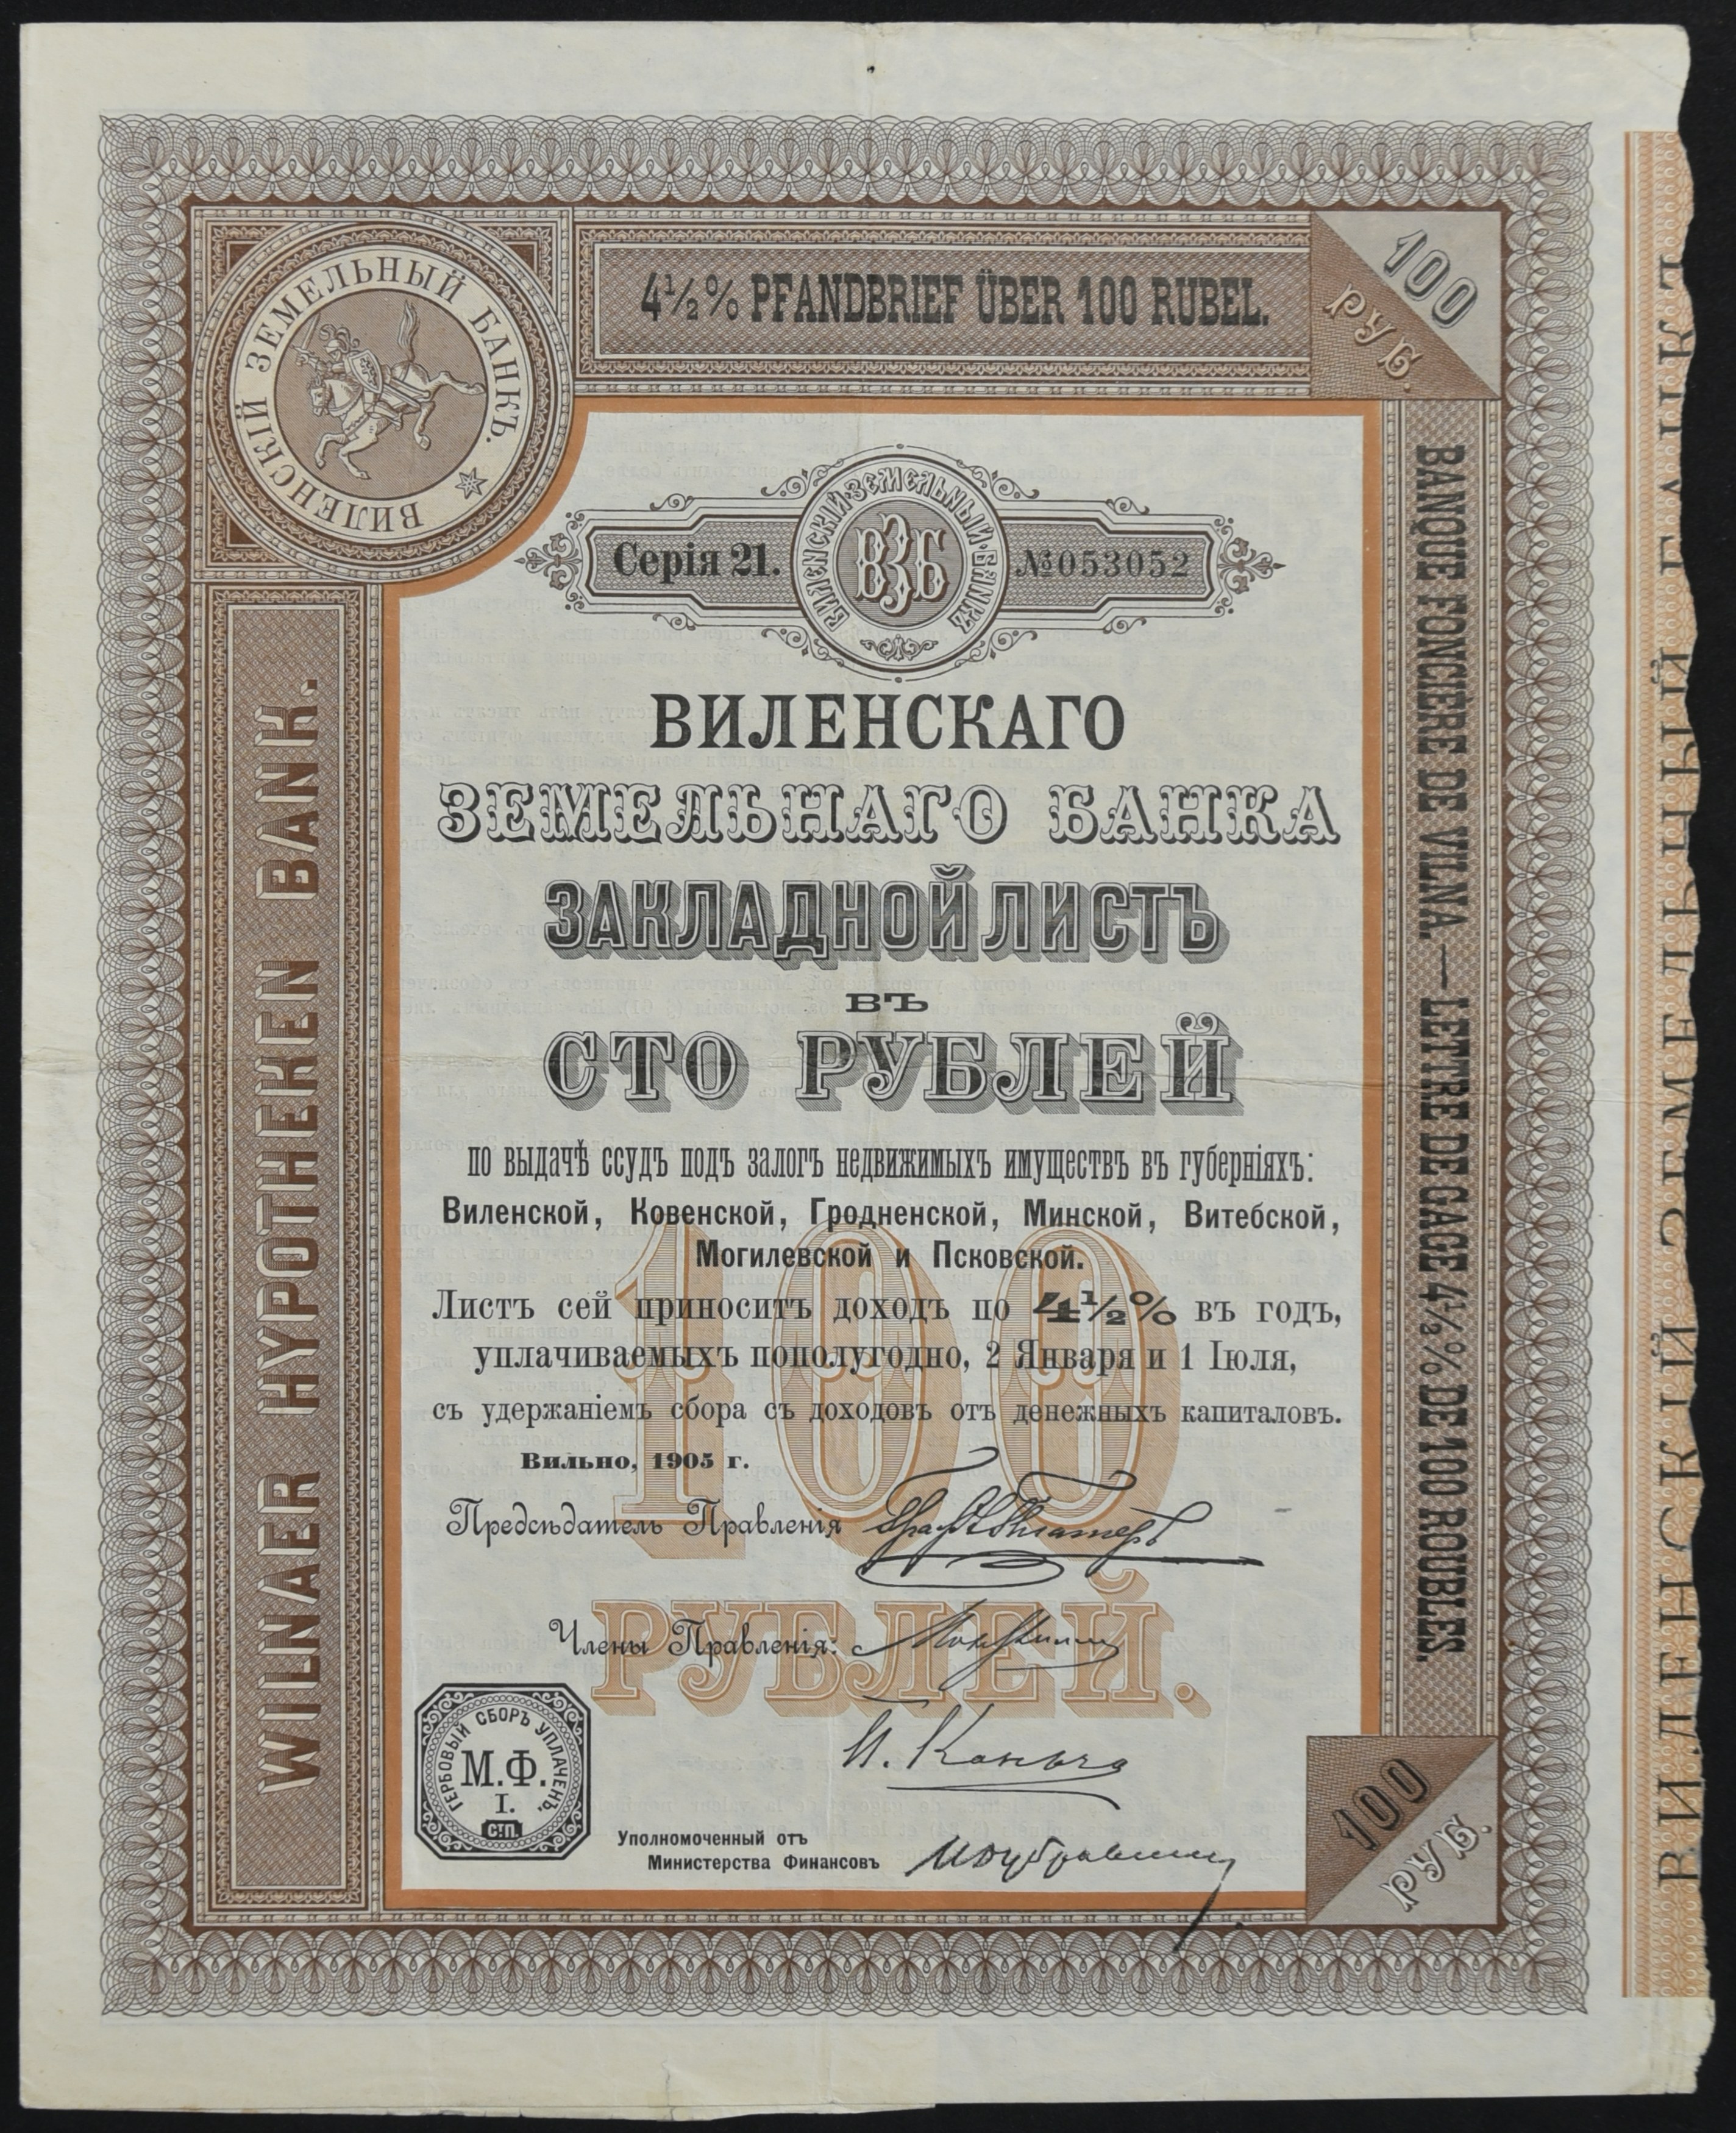 4½% PFANDBRIEF ÜBER 100 RUBEL.
100
РУБ.
ВИЛЕНСКІЙ ЗЕМЕЛЬНЫЙ БАНКЪ.
Серія 21.
ВИЛЕНСКІЙ·ЗЕМЕЛЬНЫЙ·БАНКЪ
ВЗБ
№053052
ВИЛЕНСКАГО
ЗЕМЕЛЬНАГО БАНКА
ЗАКЛАДНОЙ ЛИСТЪ
ВЪ
СТО РУБЛЕЙ
по выдачѣ ссудъ подъ залогъ недвижимыхъ имуществъ въ губерніяхъ:
Виленской, Ковенской, Гродненской, Минской, Витебской,
Могилевской и Псковской.
Листъ сей приноситъ доходъ по 4½% въ годъ,
уплачиваемыхъ пополугодно, 2 Января и 1 Іюля,
съ удержаніемъ сбора съ доходовъ отъ денежныхъ капиталовъ.
Вильно, 1905 г.
100
РУБЛЕЙ.
Предсѣдатель Правленія
Члены Правленія:
ГЕРБОВЫЙ СБОРЪ УПЛАЧЕНЪ.
М.Ф.
I.
СТП.
Уполномоченный отъ
Министерства Финансовъ
100
РУБ.
WILNAER HYPOTHEKEN BANK.
BANQUE FONCIÈRE DE VILNA. — LETTRE DE GAGE 4½% DE 100 ROUBLES.
ВИЛЕНСКІЙ ЗЕМЕЛЬНЫЙ БАНКЪ